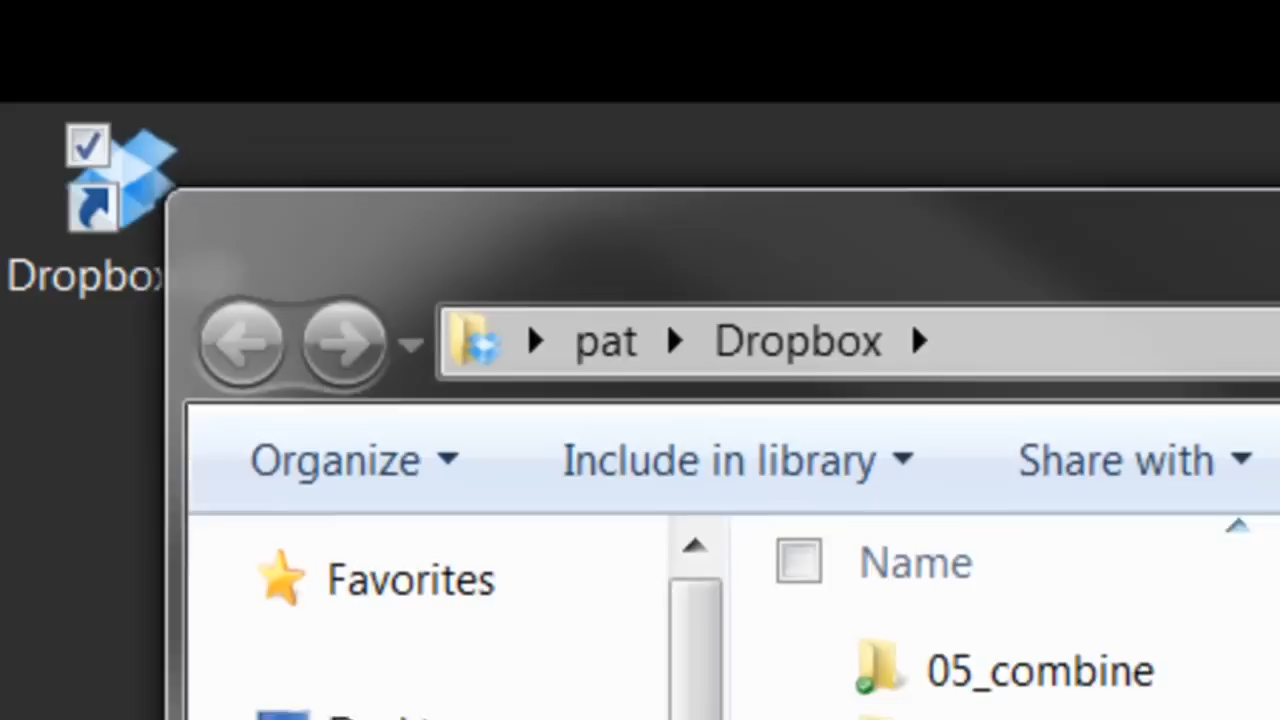 Dropbox
pat Dropbox
Organize Include in library Share with
Favorites
Name
05_combine